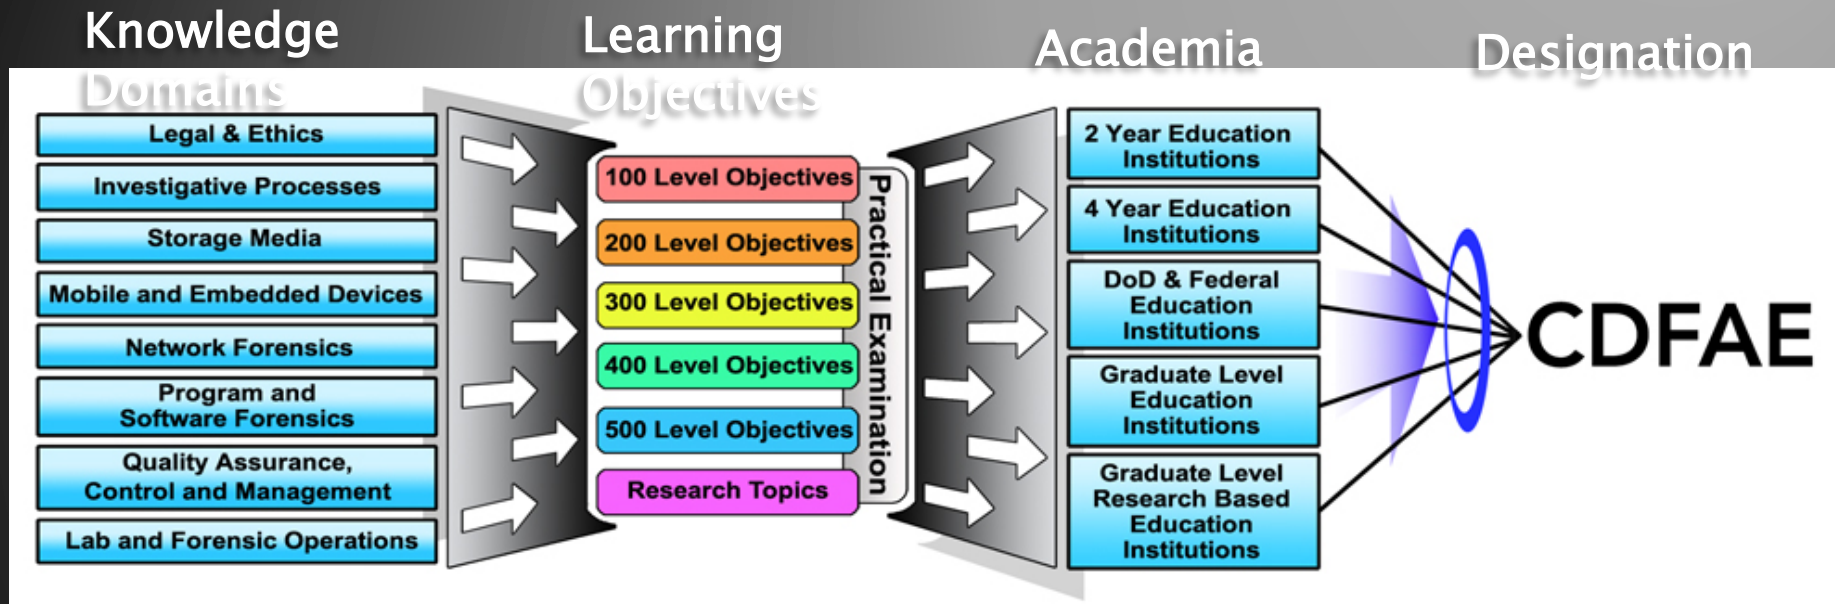 Knowledge
Domains
Learning
Objectives
Academia
Designation
Legal & Ethics
Investigative Processes
Storage Media
Mobile and Embedded Devices
Network Forensics
Program and
Software Forensics
Quality Assurance,
Control and Management
Lab and Forensic Operations
100 Level Objectives
200 Level Objectives
300 Level Objectives
400 Level Objectives
500 Level Objectives
Research Topics
Practical Examination
2 Year Education
Institutions
4 Year Education
Institutions
DoD & Federal
Education
Institutions
Graduate Level
Education
Institutions
Graduate Level
Research Based
Education
Institutions
CDFAE